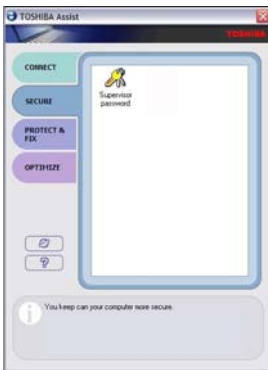 TOSHIBA Assist
TOSHIBA
CONNECT
SECURE
PROTECT &
FIX
OPTIMIZE
Supervisor
password
?
i
You keep can your computer more secure.